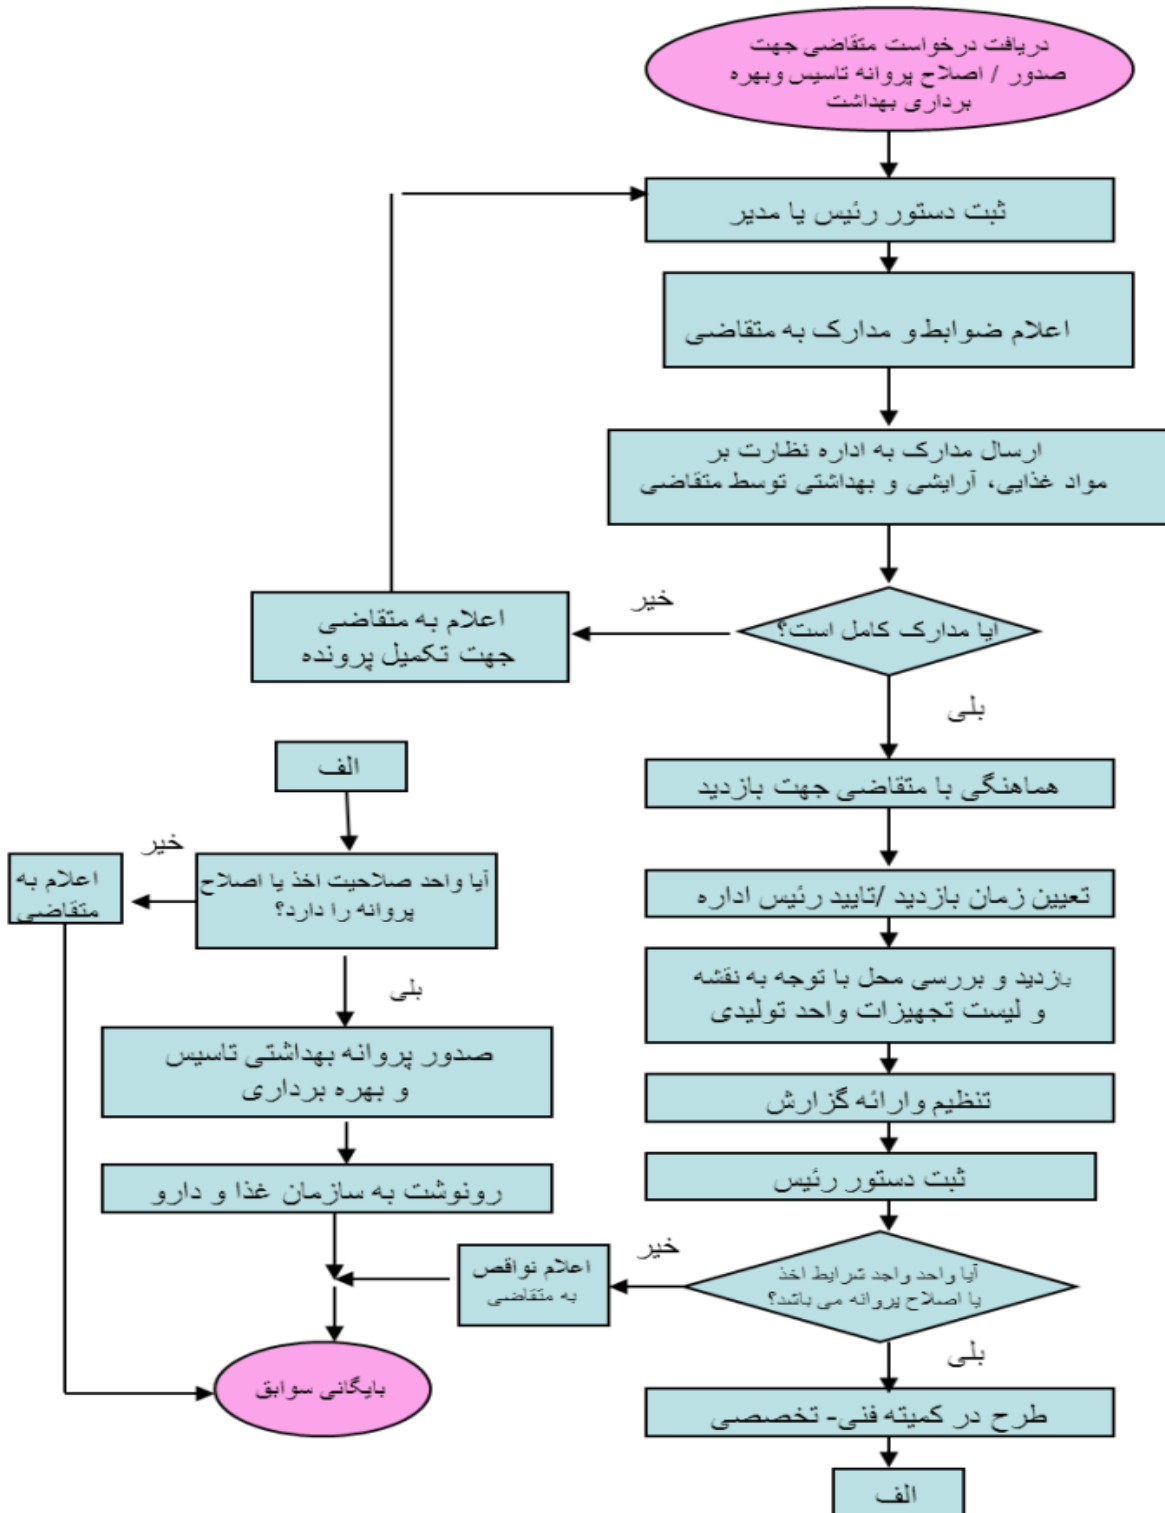 دریافت درخواست متقاضی جهت
صدور / اصلاح پروانه تاسیس وبهره
برداری بهداشت
ثبت دستور رئیس یا مدیر
اعلام ضوابط و مدارک به متقاضی
ارسال مدارک به اداره نظارت بر
مواد غذایی، آرایشی و بهداشتی توسط متقاضی
ایا مدارک کامل است؟
خیر
اعلام به متقاضی
جهت تکمیل پرونده
بلی
هماهنگی با متقاضی جهت بازدید
تعیین زمان بازدید /تایید رئیس اداره
بازدید و بررسی محل با توجه به نقشه
و لیست تجهیزات واحد تولیدی
تنظیم وارائه گزارش
ثبت دستور رئیس
آیا واحد واجد شرایط اخذ
یا اصلاح پروانه می باشد؟
خیر
اعلام نواقص
به متقاضی
بلی
طرح در کمیته فنی- تخصصی
الف
الف
آیا واحد صلاحیت اخذ یا اصلاح
پروانه را دارد؟
خیر
اعلام به
متقاضی
بلی
صدور پروانه بهداشتی تاسیس
و بهره برداری
رونوشت به سازمان غذا و دارو
بایگانی سوابق